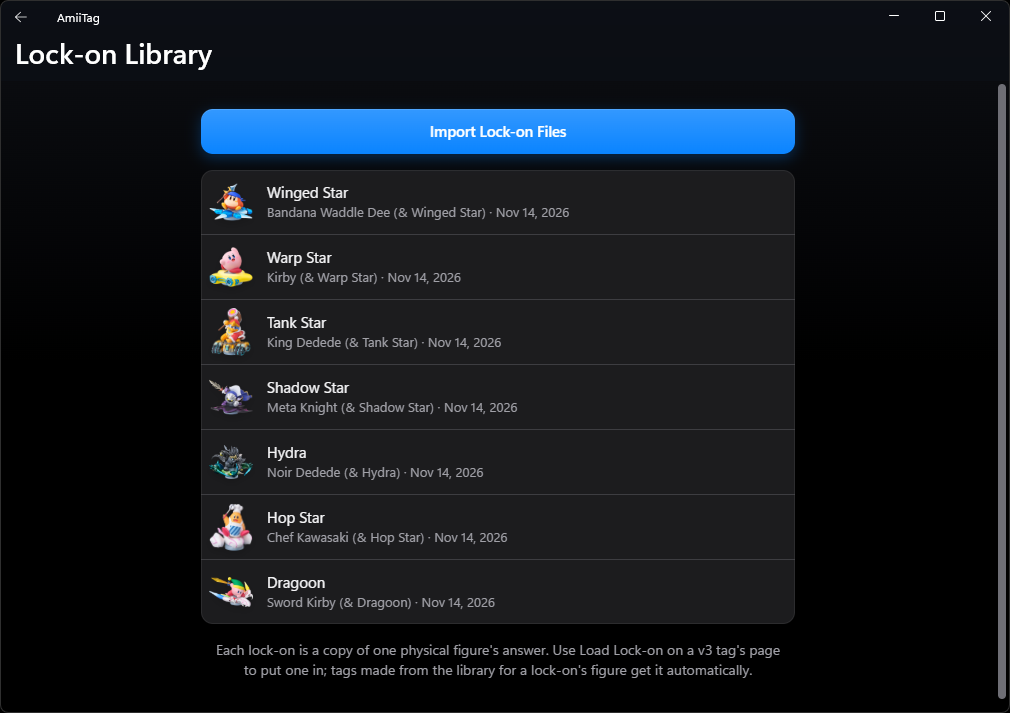 AmiiTag
Lock-on Library
Import Lock-on Files
Winged Star
Bandana Waddle Dee (& Winged Star) · Nov 14, 2026
Warp Star
Kirby (& Warp Star) · Nov 14, 2026
Tank Star
King Dedede (& Tank Star) · Nov 14, 2026
Shadow Star
Meta Knight (& Shadow Star) · Nov 14, 2026
Hydra
Noir Dedede (& Hydra) · Nov 14, 2026
Hop Star
Chef Kawasaki (& Hop Star) · Nov 14, 2026
Dragoon
Sword Kirby (& Dragoon) · Nov 14, 2026
Each lock-on is a copy of one physical figure's answer. Use Load Lock-on on a v3 tag's page
to put one in; tags made from the library for a lock-on's figure get it automatically.